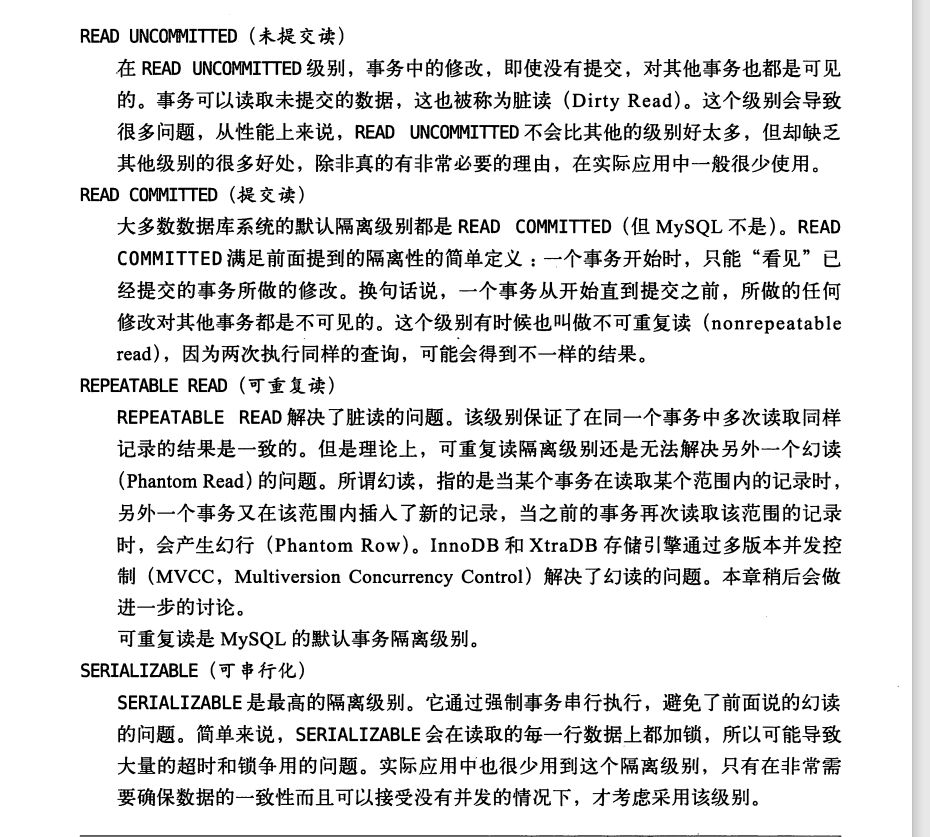 READ UNCOMMITTED（未提交读）
在 READ UNCOMMITTED 级别，事务中的修改，即使没有提交，对其他事务也都是可见
的。事务可以读取未提交的数据，这也被称为脏读（Dirty Read）。这个级别会导致
很多问题，从性能上来说，READ UNCOMMITTED 不会比其他的级别好太多，但却缺乏
其他级别的很多好处，除非真的有非常必要的理由，在实际应用中一般很少使用。
READ COMMITTED（提交读）
大多数数据库系统的默认隔离级别都是 READ COMMITTED（但 MySQL 不是）。READ
COMMITTED 满足前面提到的隔离性的简单定义：一个事务开始时，只能“看见”已
经提交的事务所做的修改。换句话说，一个事务从开始直到提交之前，所做的任何
修改对其他事务都是不可见的。这个级别有时候也叫做不可重复读（nonrepeatable
read），因为两次执行同样的查询，可能会得到不一样的结果。
REPEATABLE READ（可重复读）
REPEATABLE READ 解决了脏读的问题。该级别保证了在同一个事务中多次读取同样
记录的结果是一致的。但是理论上，可重复读隔离级别还是无法解决另外一个幻读
（Phantom Read）的问题。所谓幻读，指的是当某个事务在读取某个范围内的记录时，
另外一个事务又在该范围内插入了新的记录，当之前的事务再次读取该范围的记录
时，会产生幻行（Phantom Row）。InnoDB 和 XtraDB 存储引擎通过多版本并发控
制（MVCC，Multiversion Concurrency Control）解决了幻读的问题。本章稍后会做
进一步的讨论。
可重复读是 MySQL 的默认事务隔离级别。
SERIALIZABLE（可串行化）
SERIALIZABLE 是最高的隔离级别。它通过强制事务串行执行，避免了前面说的幻读
的问题。简单来说，SERIALIZABLE 会在读取的每一行数据上都加锁，所以可能导致
大量的超时和锁争用的问题。实际应用中也很少用到这个隔离级别，只有在非常需
要确保数据的一致性而且可以接受没有并发的情况下，才考虑采用该级别。